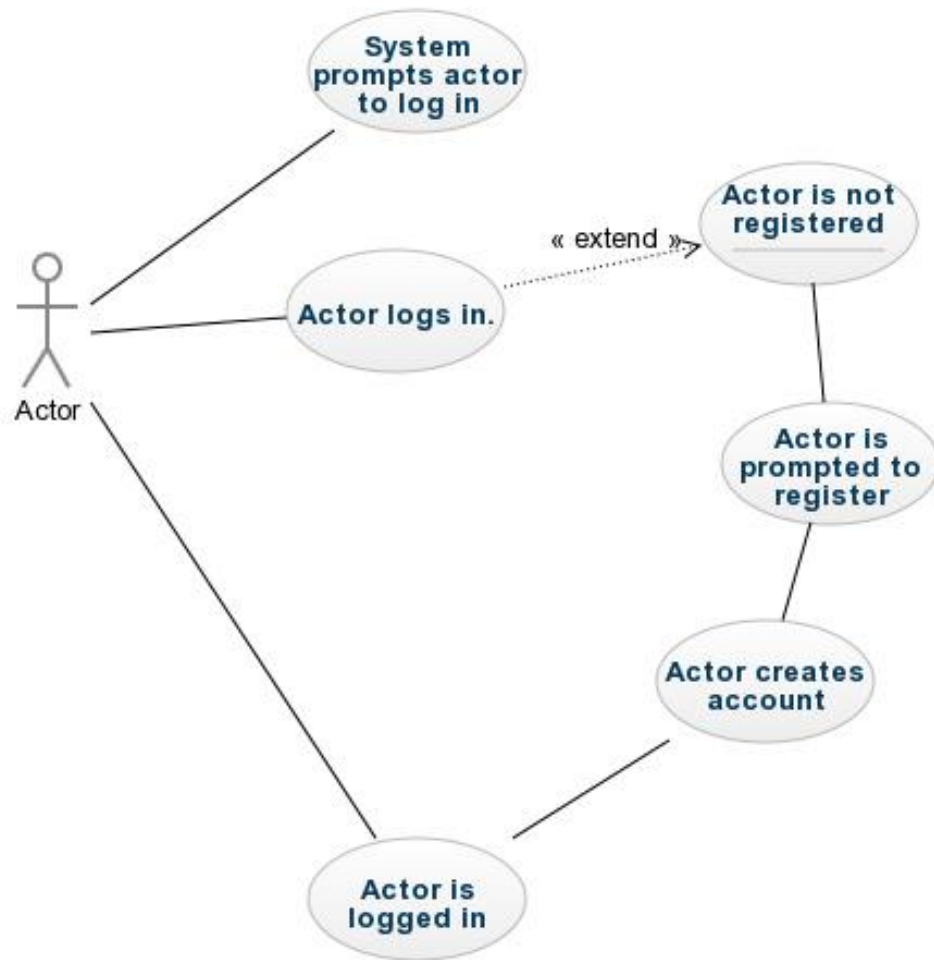 System
prompts actor
to log in
Actor is not
registered
« extend »
Actor logs in.
Actor
Actor is
prompted to
register
Actor creates
account
Actor is
logged in